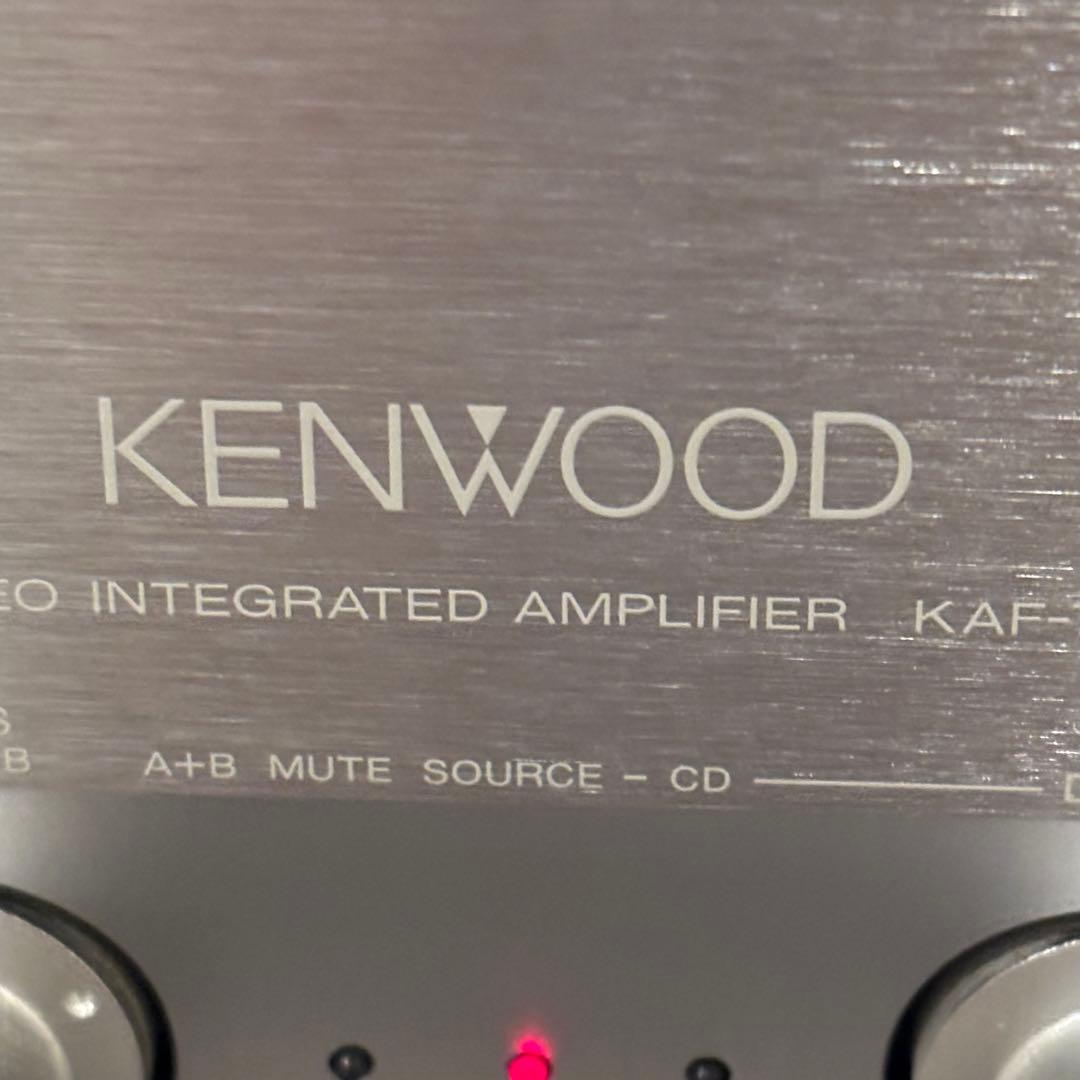 KENWOOD
EO INTEGRATED AMPLIFIER KAF-
S
B A+B MUTE SOURCE – CD